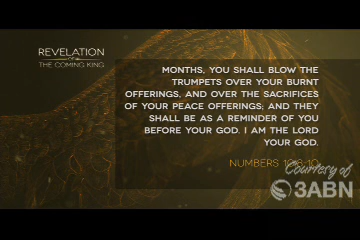 REVELATION
OF
THE COMING KING
MONTHS, YOU SHALL BLOW THE
TRUMPETS OVER YOUR BURNT
OFFERINGS, AND OVER THE SACRIFICES
OF YOUR PEACE OFFERINGS; AND THEY
SHALL BE AS A REMINDER OF YOU
BEFORE YOUR GOD. I AM THE LORD
YOUR GOD.
NUMBERS 10:8-10
Courtesy of
3ABN